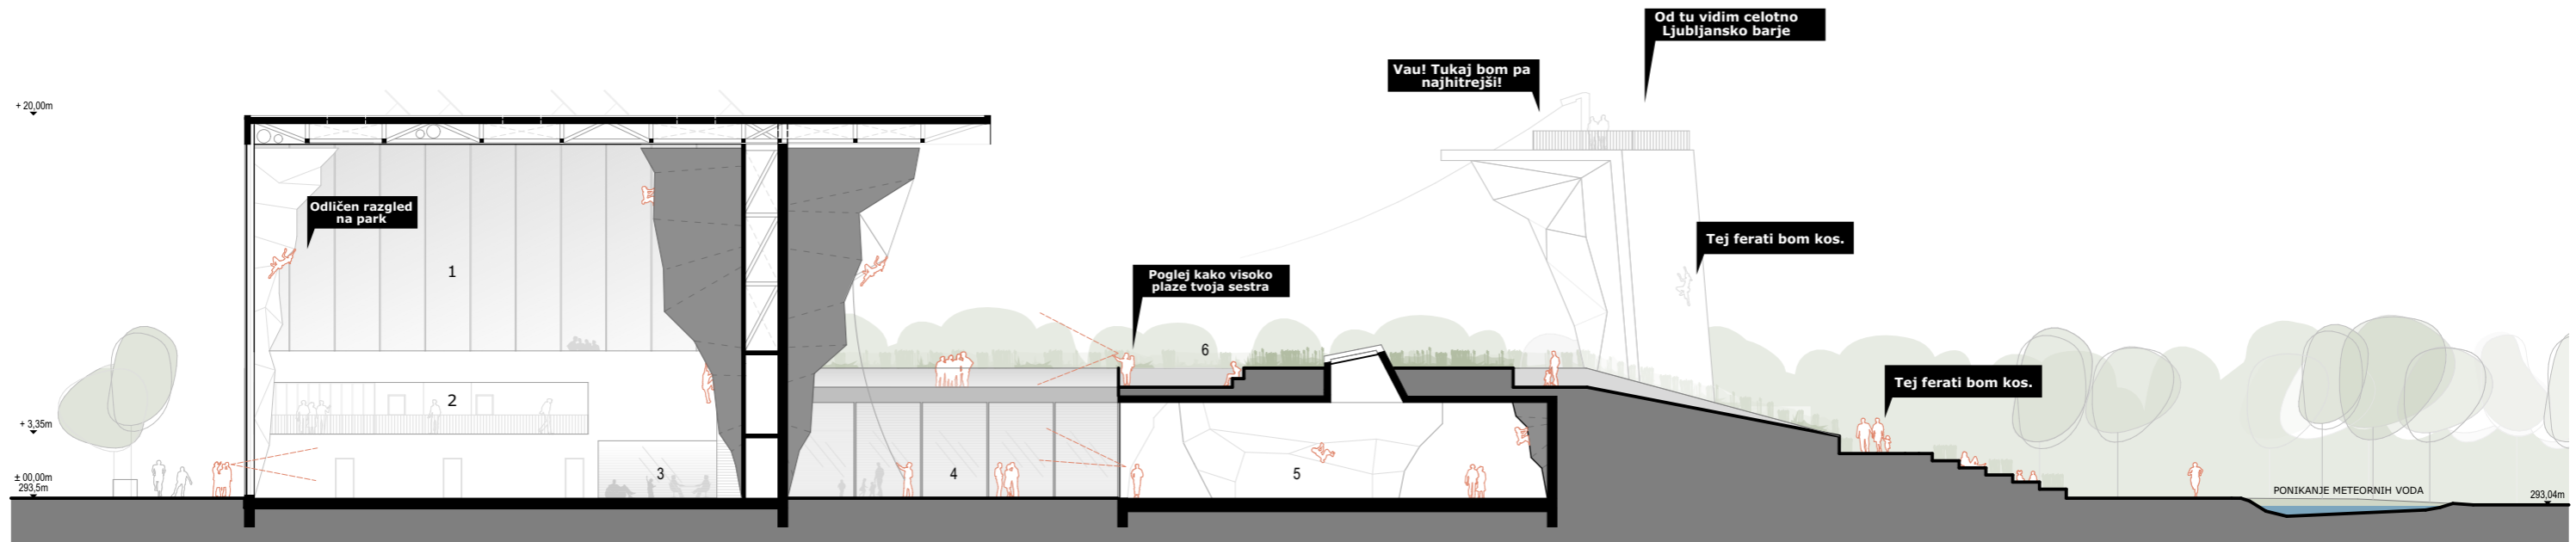 Od tu vidim celotno
Ljubljansko barje
Vau! Tukaj bom pa
najhitrejši!
+ 20,00m
Odličen razgled
na park
1
Tej ferati bom kos.
Poglej kako visoko
plaze tvoja sestra
6
Tej ferati bom kos.
2
+ 3,35m
3
4
5
± 00,00m
293,5m
PONIKANJE METEORNIH VODA
293,04m